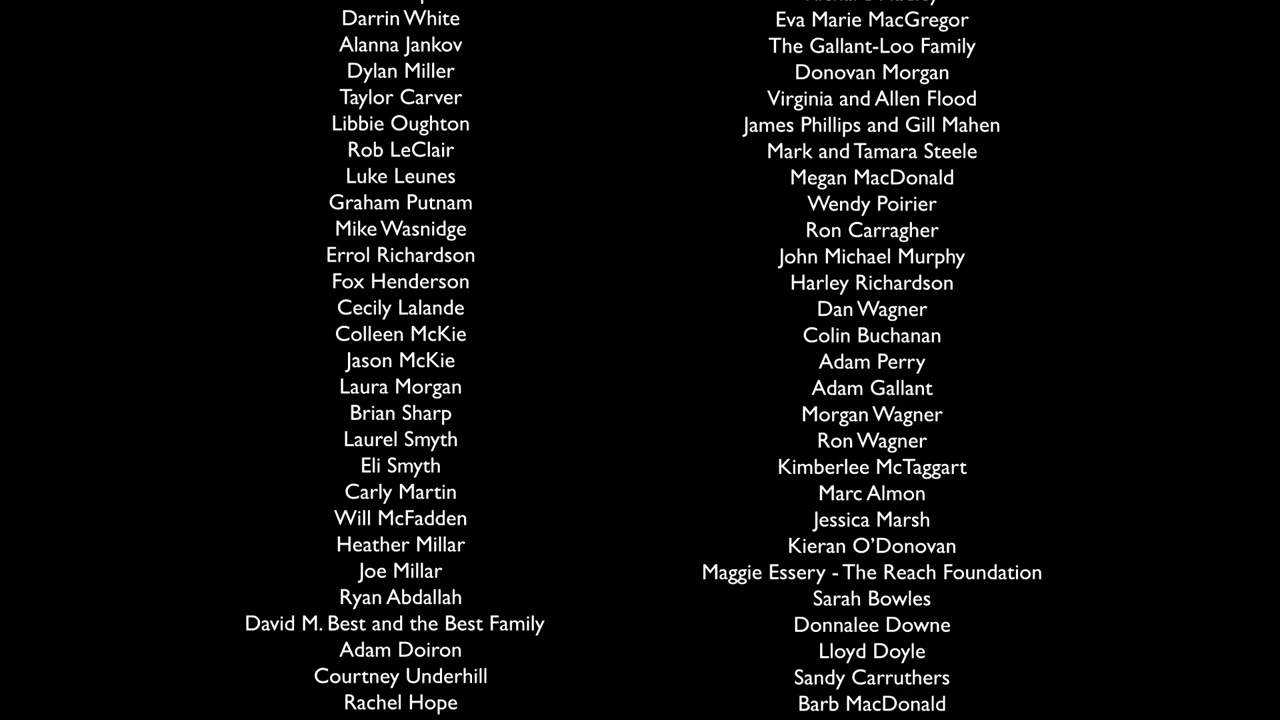 Darrin White
Alanna Jankov
Dylan Miller
Taylor Carver
Libbie Oughton
Rob LeClair
Luke Leunes
Graham Putnam
Mike Wasnidge
Errol Richardson
Fox Henderson
Cecily Lalande
Colleen McKie
Jason McKie
Laura Morgan
Brian Sharp
Laurel Smyth
Eli Smyth
Carly Martin
Will McFadden
Heather Millar
Joe Millar
Ryan Abdallah
David M. Best and the Best Family
Adam Doiron
Courtney Underhill
Rachel Hope
Eva Marie MacGregor
The Gallant-Loo Family
Donovan Morgan
Virginia and Allen Flood
James Phillips and Gill Mahen
Mark and Tamara Steele
Megan MacDonald
Wendy Poirier
Ron Carragher
John Michael Murphy
Harley Richardson
Dan Wagner
Colin Buchanan
Adam Perry
Adam Gallant
Morgan Wagner
Ron Wagner
Kimberlee McTaggart
Marc Almon
Jessica Marsh
Kieran O’Donovan
Maggie Essery - The Reach Foundation
Sarah Bowles
Donnalee Downe
Lloyd Doyle
Sandy Carruthers
Barb MacDonald